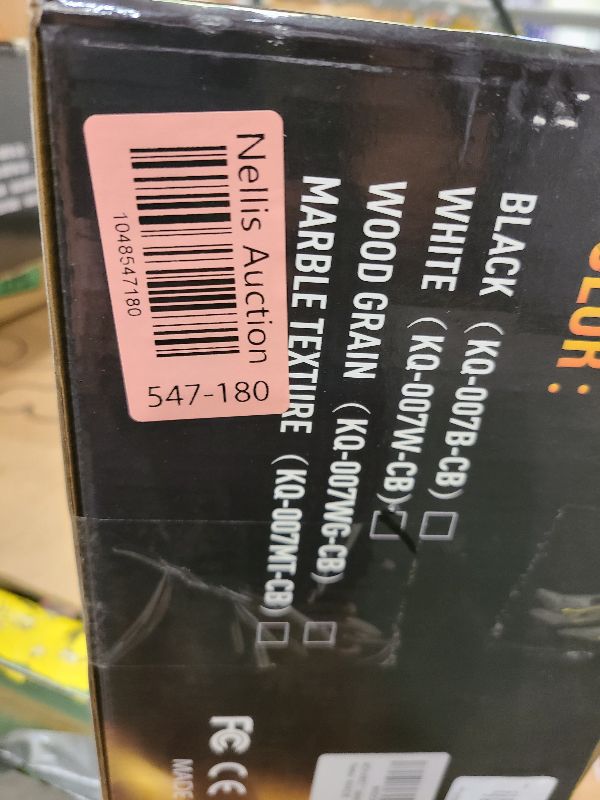 BLACK (KQ-007B-CB)
WHITE (KQ-007W-CB)
WOOD GRAIN (KQ-007WG-CB)
MARBLE TEXTURE (KQ-007MT-CB)
Nellis Auction
1048547180
547-180
FC CE
MADE